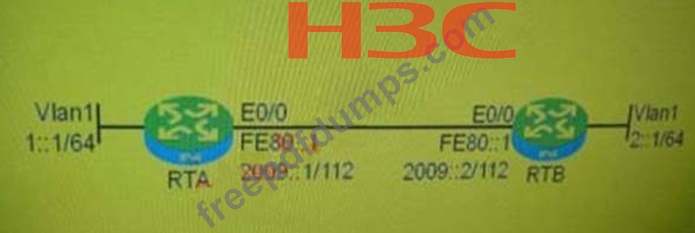 H3C
Vlan1
1::1/64
E0/0
FE80::1
2009::1/112
RTA
E0/0
FE80::1
2009::2/112
RTB
Vlan1
2::1/64
freepdfdumps.com